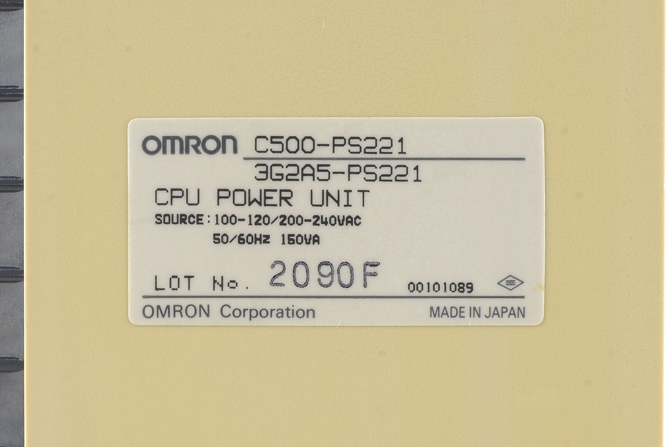 OMRON C500-PS221
3G2A5-PS221
CPU POWER UNIT
SOURCE:100-120/200-240VAC
50/60Hz 150VA
LOT No. 2090F 00101089
OMRON Corporation MADE IN JAPAN